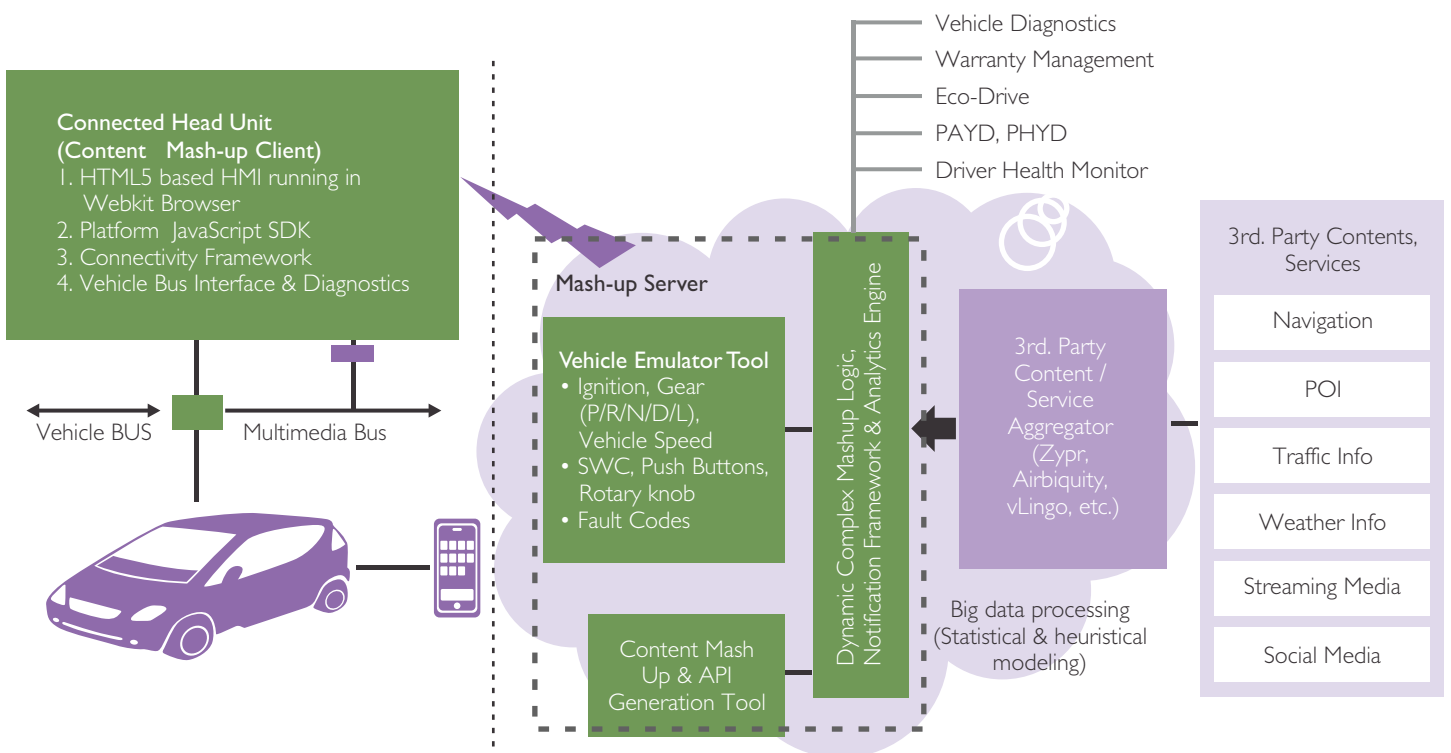 Vehicle Diagnostics
Warranty Management
Eco-Drive
PAYD, PHYD
Driver Health Monitor
Connected Head Unit
(Content Mash-up Client)
1. HTML5 based HMI running in
Webkit Browser
2. Platform JavaScript SDK
3. Connectivity Framework
4. Vehicle Bus Interface & Diagnostics
Vehicle BUS
Multimedia Bus
Mash-up Server
Vehicle Emulator Tool
• Ignition, Gear
(P/R/N/D/L),
Vehicle Speed
• SWC, Push Buttons,
Rotary knob
• Fault Codes
Content Mash
Up & API
Generation Tool
Dynamic Complex Mashup Logic,
Notification Framework & Analytics Engine
3rd. Party
Content /
Service
Aggregator
(Zypr,
Airbiquity,
vLingo, etc.)
Big data processing
(Statistical & heuristical
modeling)
3rd. Party Contents,
Services
Navigation
POI
Traffic Info
Weather Info
Streaming Media
Social Media